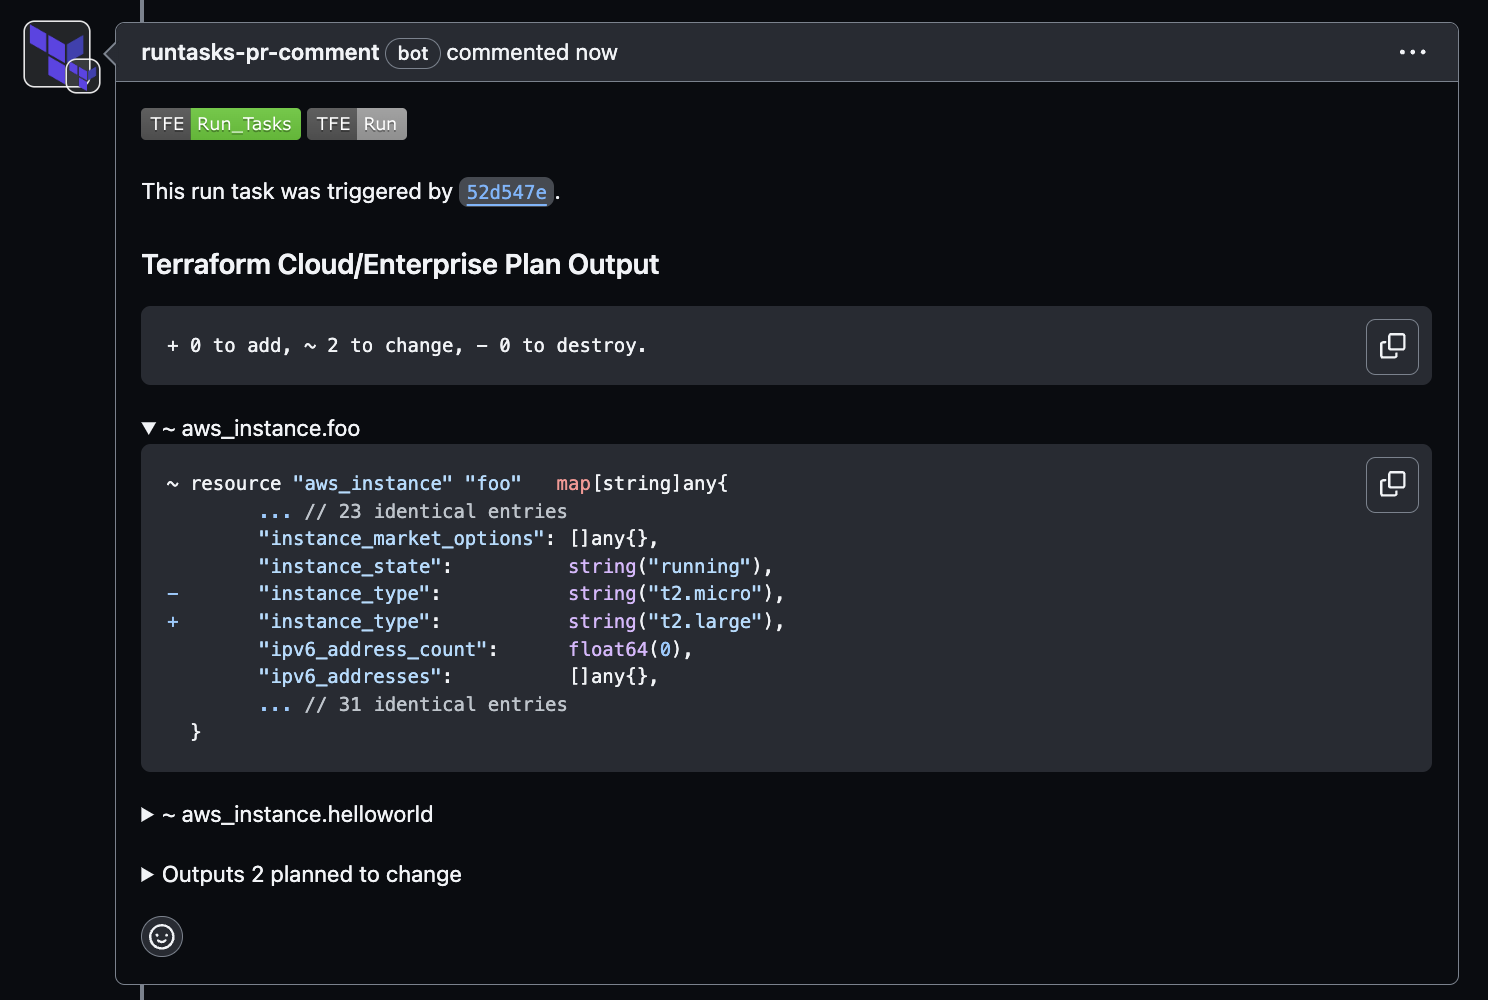 runtasks-pr-comment bot commented now
TFE Run_Tasks TFE Run
This run task was triggered by 52d547e.
Terraform Cloud/Enterprise Plan Output
+ 0 to add, ~ 2 to change, - 0 to destroy.
~ aws_instance.foo
~ resource "aws_instance" "foo"   map[string]any{
        ... // 23 identical entries
        "instance_market_options": []any{},
        "instance_state":          string("running"),
-       "instance_type":           string("t2.micro"),
+       "instance_type":           string("t2.large"),
        "ipv6_address_count":      float64(0),
        "ipv6_addresses":          []any{},
        ... // 31 identical entries
  }
~ aws_instance.helloworld
Outputs 2 planned to change